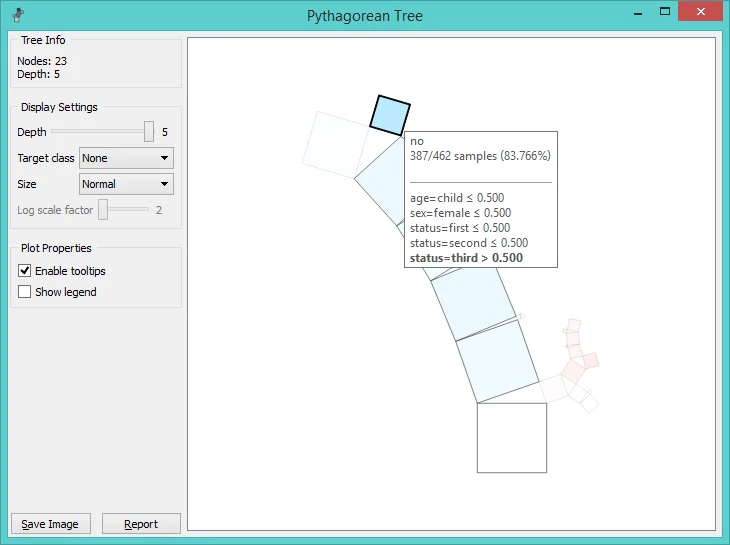 Pythagorean Tree
Tree Info
Nodes: 23
Depth: 5
Display Settings
Depth 5
Target class None
Size Normal
Log scale factor 2
Plot Properties
Enable tooltips
Show legend
Save Image Report
no
387/462 samples (83.766%)
age=child ≤ 0.500
sex=female ≤ 0.500
status=first ≤ 0.500
status=second ≤ 0.500
status=third > 0.500